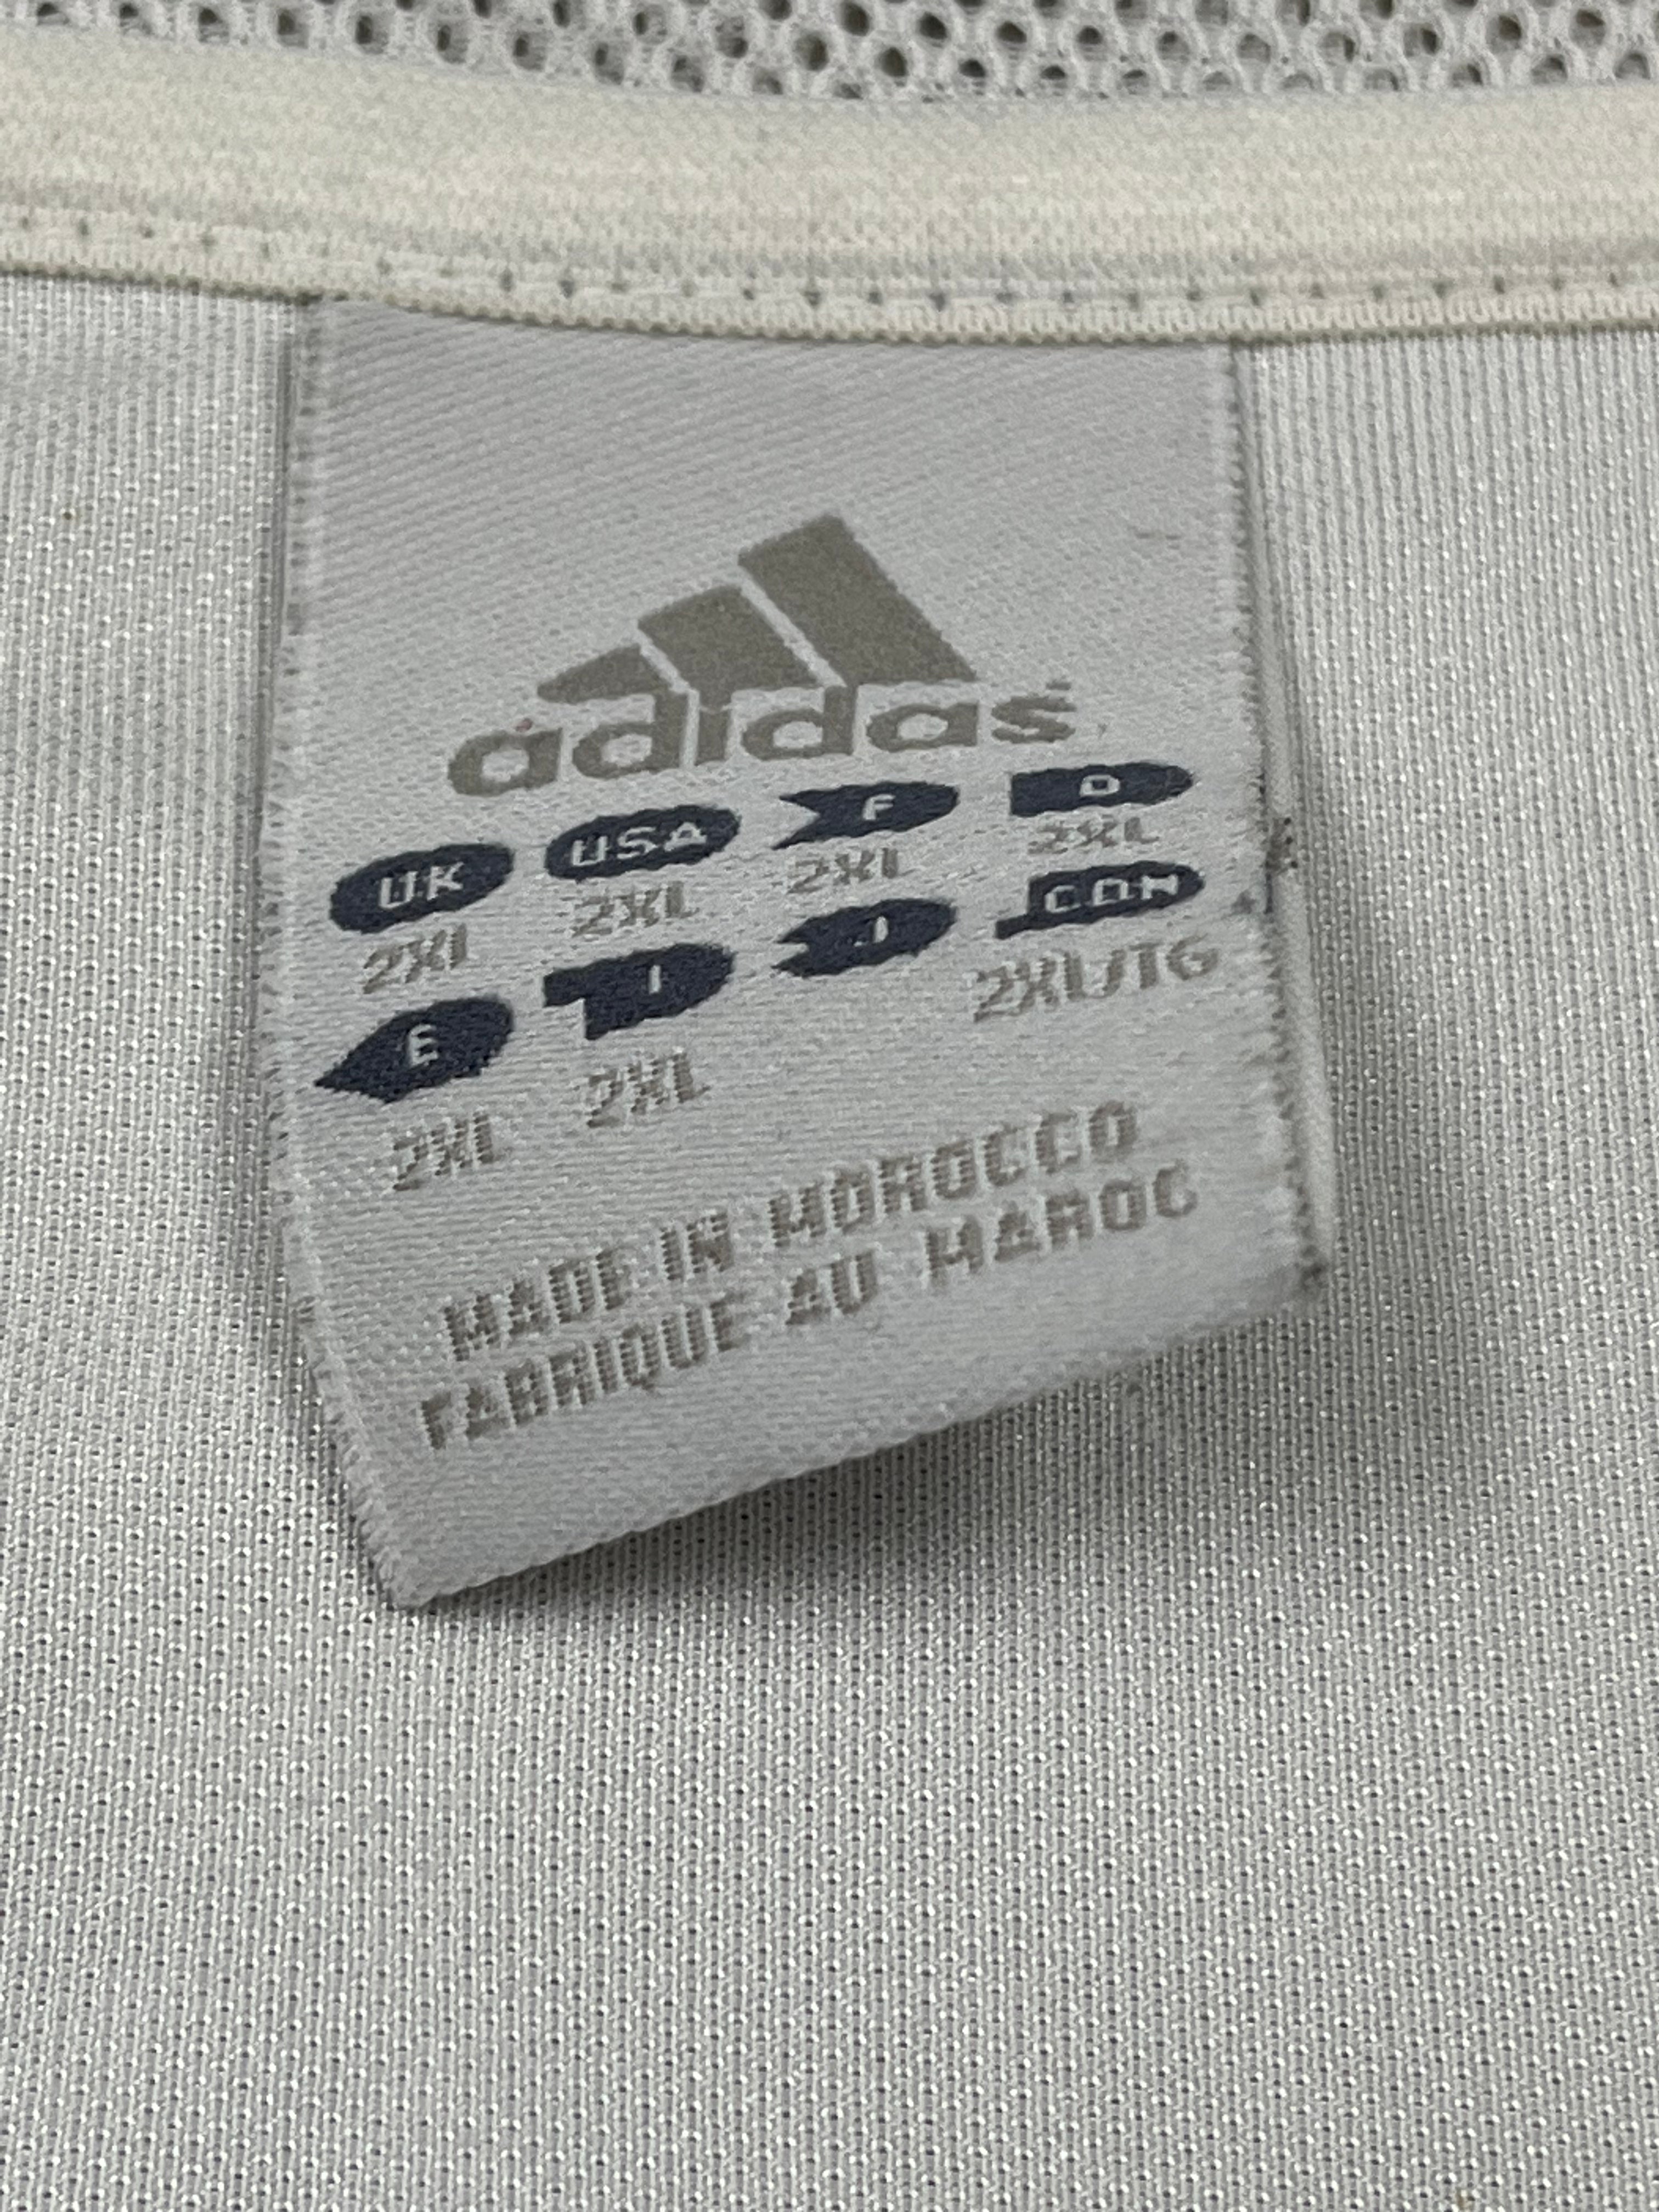 adidas
UK USA F D
2XL 2XL 2XL 2XL
E I J CDN
2XL 2XL 2XL/TG
MADE IN MOROCCO
FABRIQUE AU MAROC